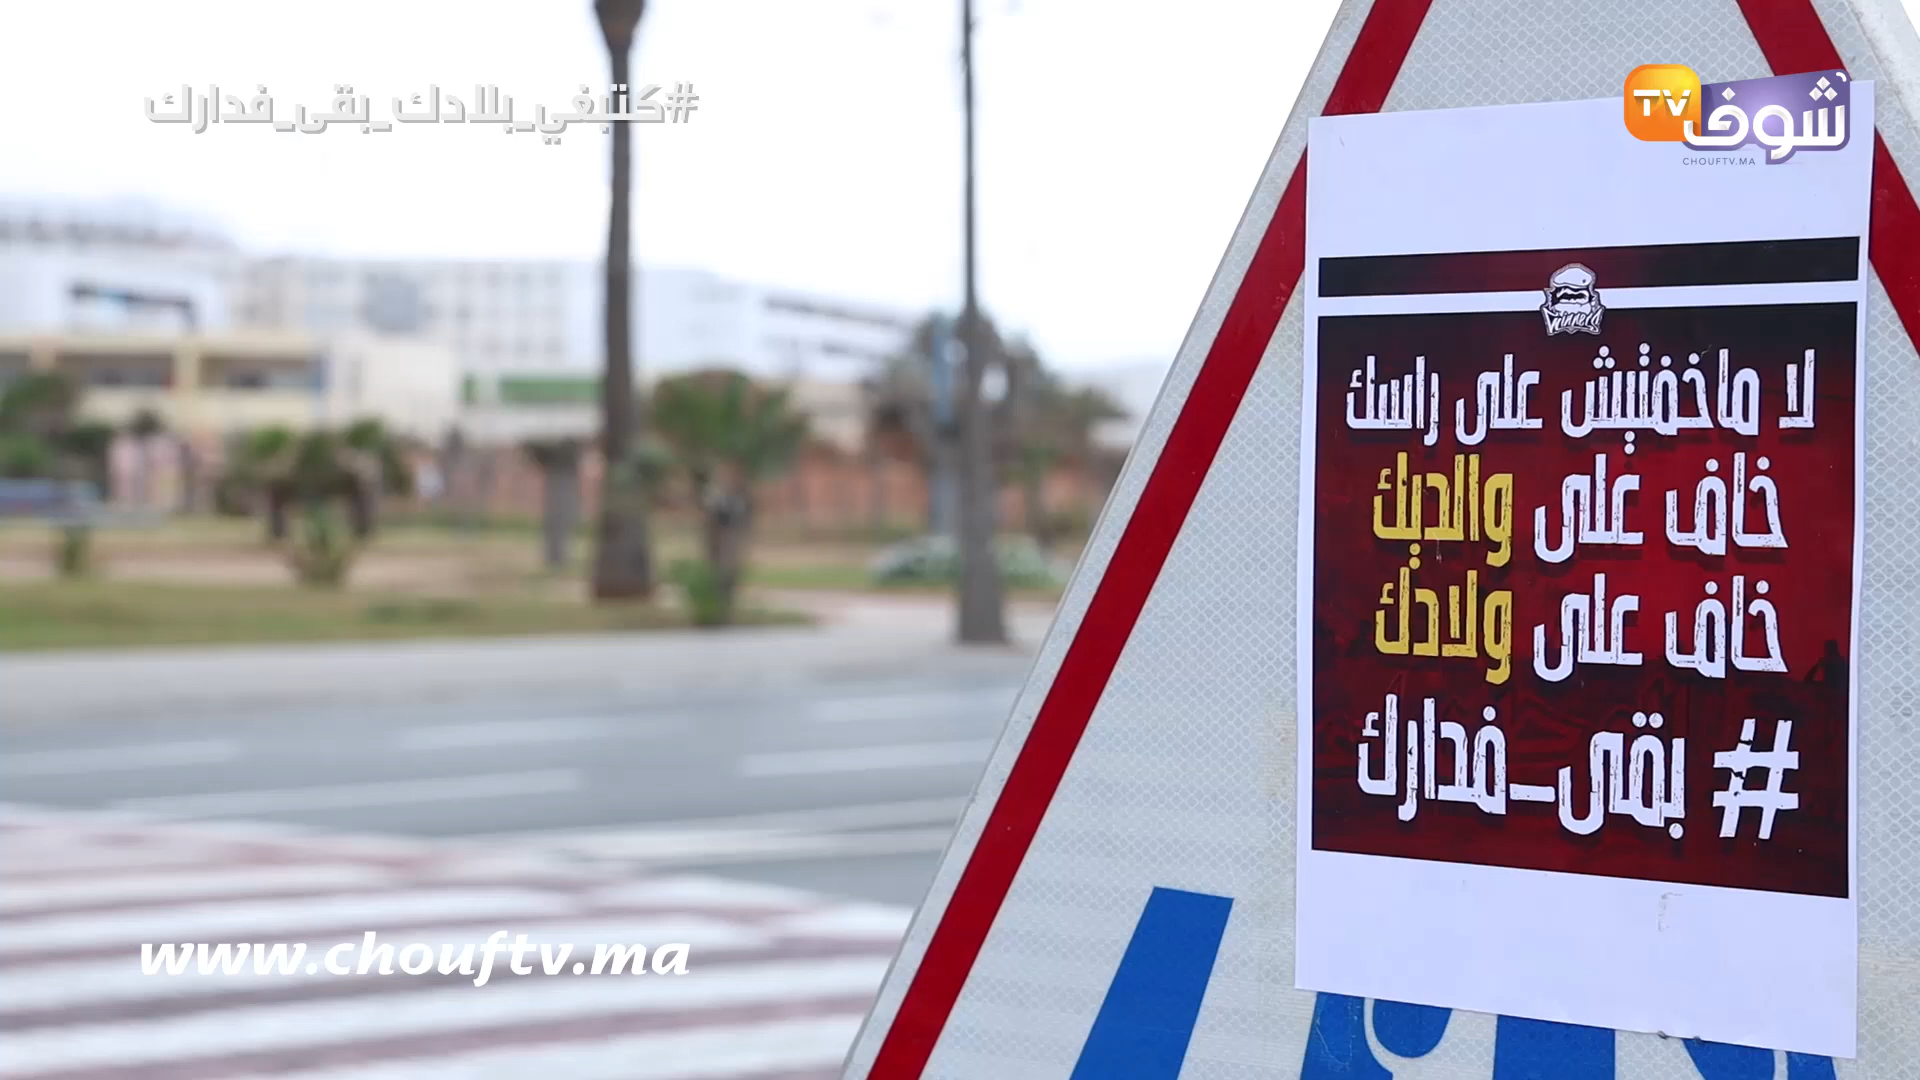 #كتبغي_بلادك_بقى_فدارك
شوف TV
CHOUFTV.MA
Winners
لا ماخفتيش على راسك
خاف على والديك
خاف على ولادك
# بقى_فدارك
www.chouftv.ma